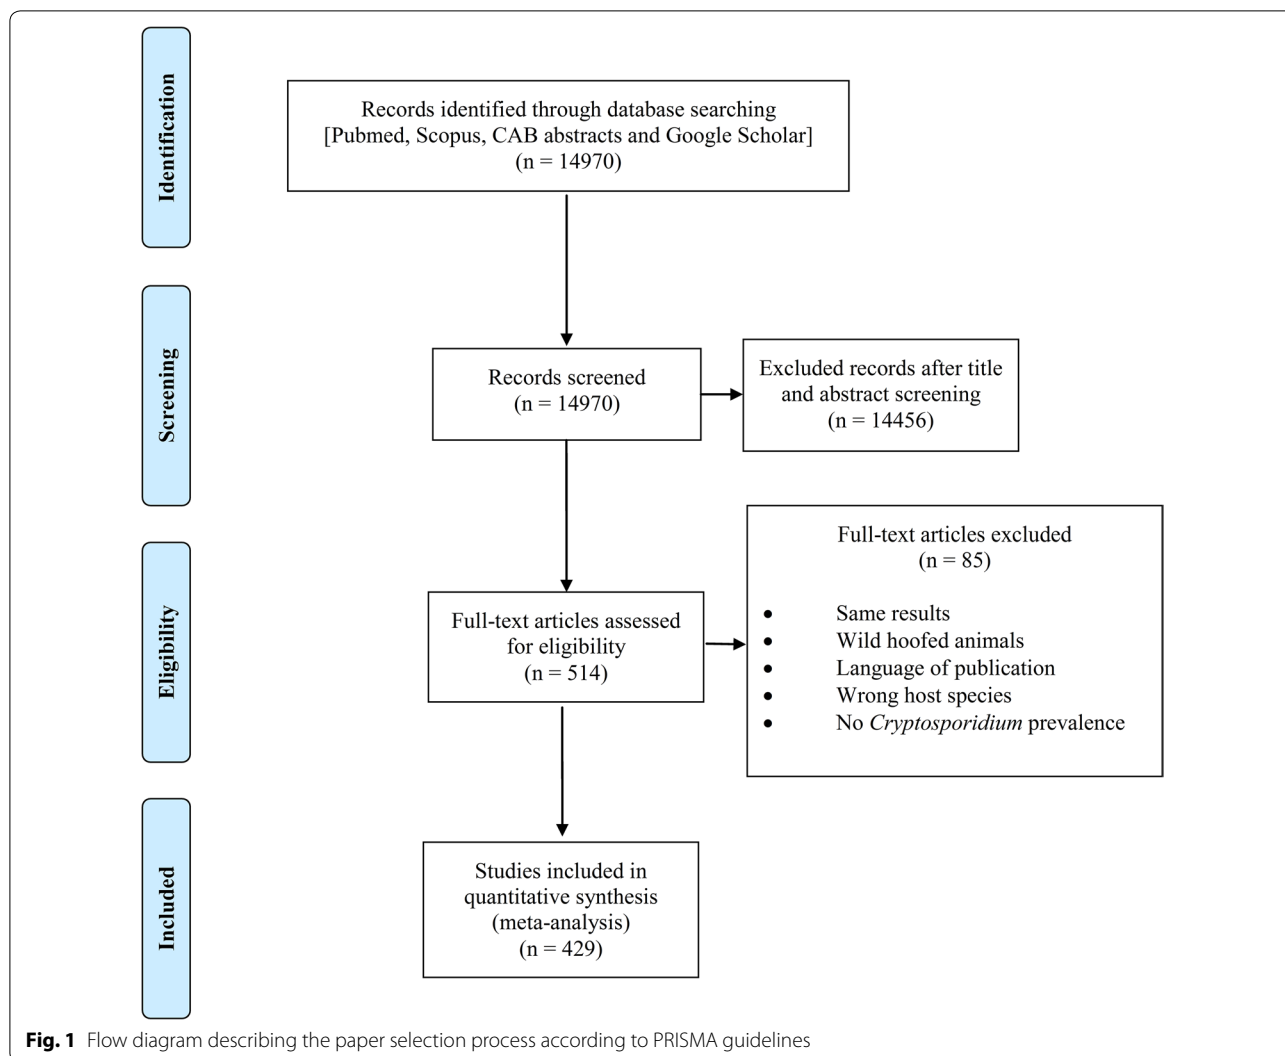 Identification
Records identified through database searching
[Pubmed, Scopus, CAB abstracts and Google Scholar]
(n = 14970)
Screening
Records screened
(n = 14970)
Excluded records after title
and abstract screening
(n = 14456)
Eligibility
Full-text articles assessed
for eligibility
(n = 514)
Full-text articles excluded
(n = 85)
• Same results
• Wild hoofed animals
• Language of publication
• Wrong host species
• No Cryptosporidium prevalence
Included
Studies included in
quantitative synthesis
(meta-analysis)
(n = 429)
Fig. 1 Flow diagram describing the paper selection process according to PRISMA guidelines